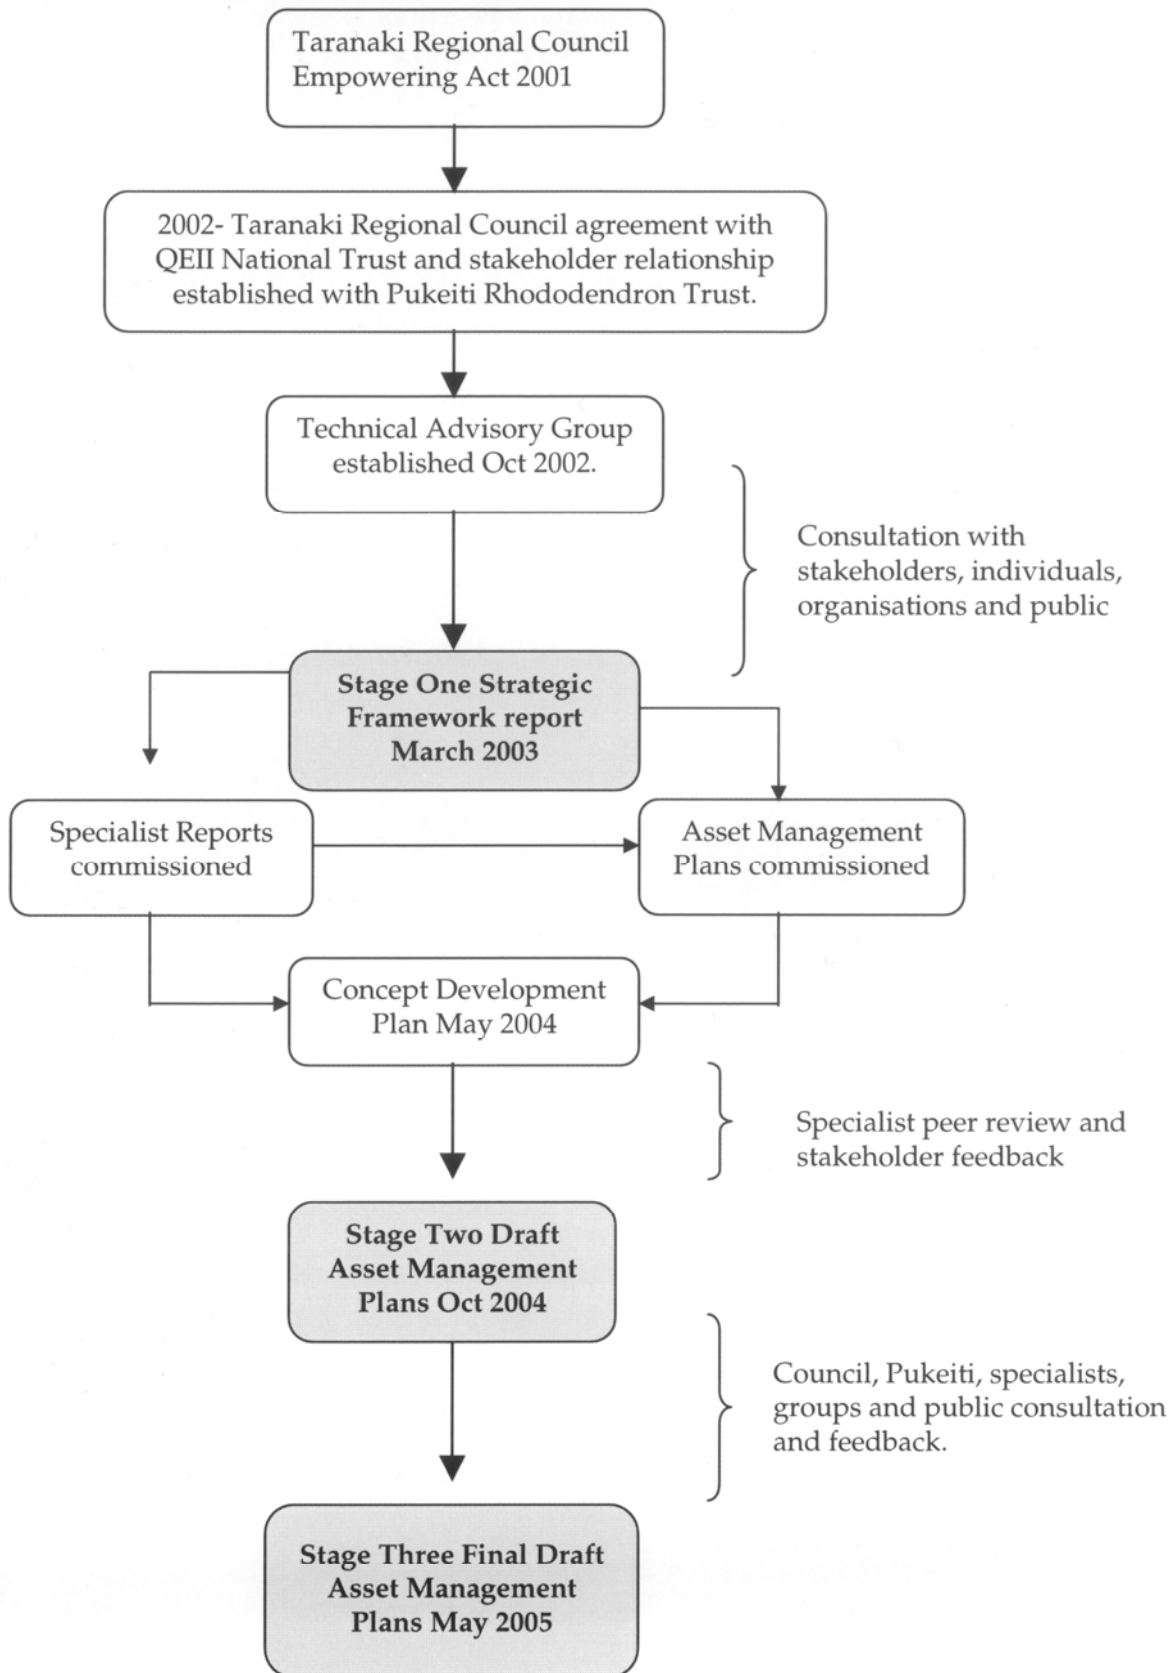 Taranaki Regional Council
Empowering Act 2001
2002- Taranaki Regional Council agreement with
QEII National Trust and stakeholder relationship
established with Pukeiti Rhododendron Trust.
Technical Advisory Group
established Oct 2002.
Consultation with
stakeholders, individuals,
organisations and public
Stage One Strategic
Framework report
March 2003
Specialist Reports
commissioned
Asset Management
Plans commissioned
Concept Development
Plan May 2004
Specialist peer review and
stakeholder feedback
Stage Two Draft
Asset Management
Plans Oct 2004
Council, Pukeiti, specialists,
groups and public consultation
and feedback.
Stage Three Final Draft
Asset Management
Plans May 2005